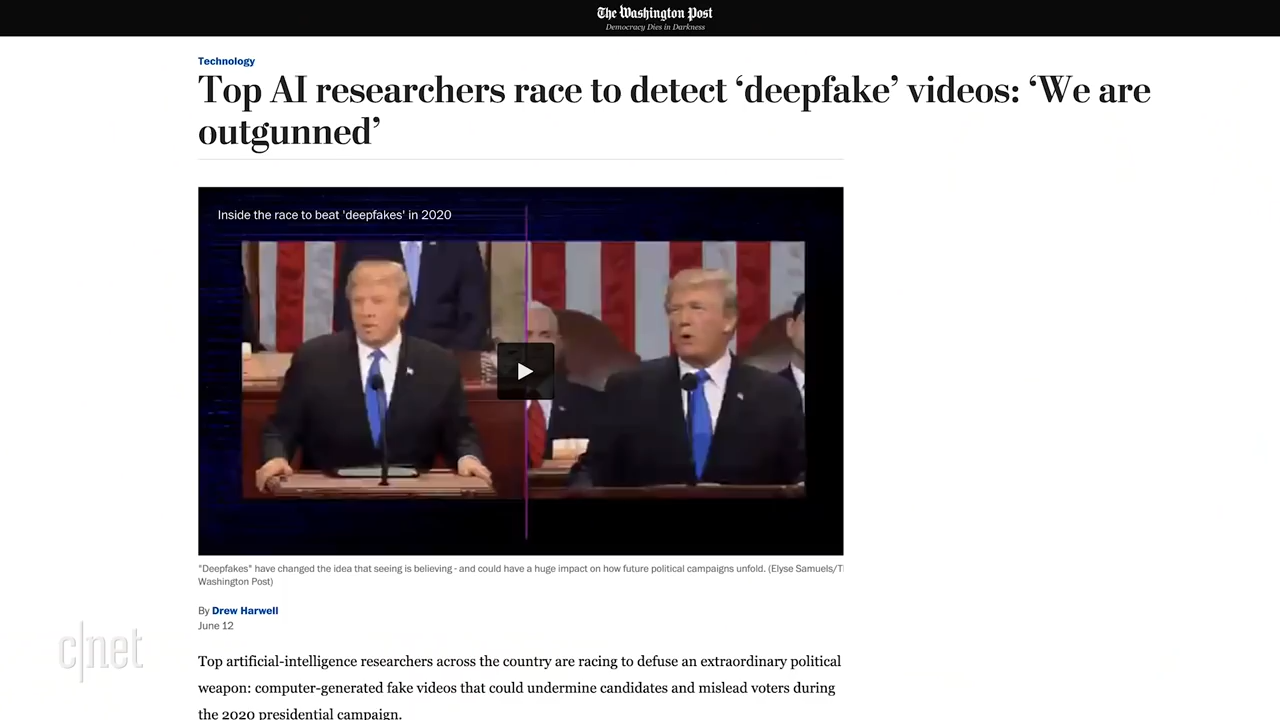 The Washington Post
Democracy Dies in Darkness
Technology
Top AI researchers race to detect ‘deepfake’ videos: ‘We are
outgunned’
Inside the race to beat 'deepfakes' in 2020
"Deepfakes" have changed the idea that seeing is believing - and could have a huge impact on how future political campaigns unfold. (Elyse Samuels/T
Washington Post)
By Drew Harwell
June 12
c|net
Top artificial-intelligence researchers across the country are racing to defuse an extraordinary political
weapon: computer-generated fake videos that could undermine candidates and mislead voters during
the 2020 presidential campaign.